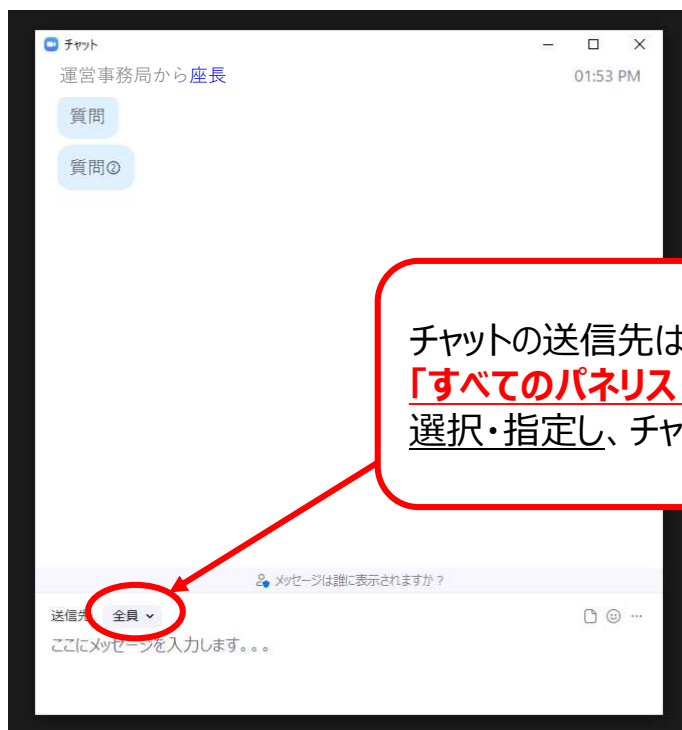 チャット
運営事務局から座長
01:53 PM
質問
質問②
チャットの送信先は
「すべてのパネリス
選択・指定し、チャ
メッセージは誰に表示されますか？
送信先 全員
ここにメッセージを入力します。。。